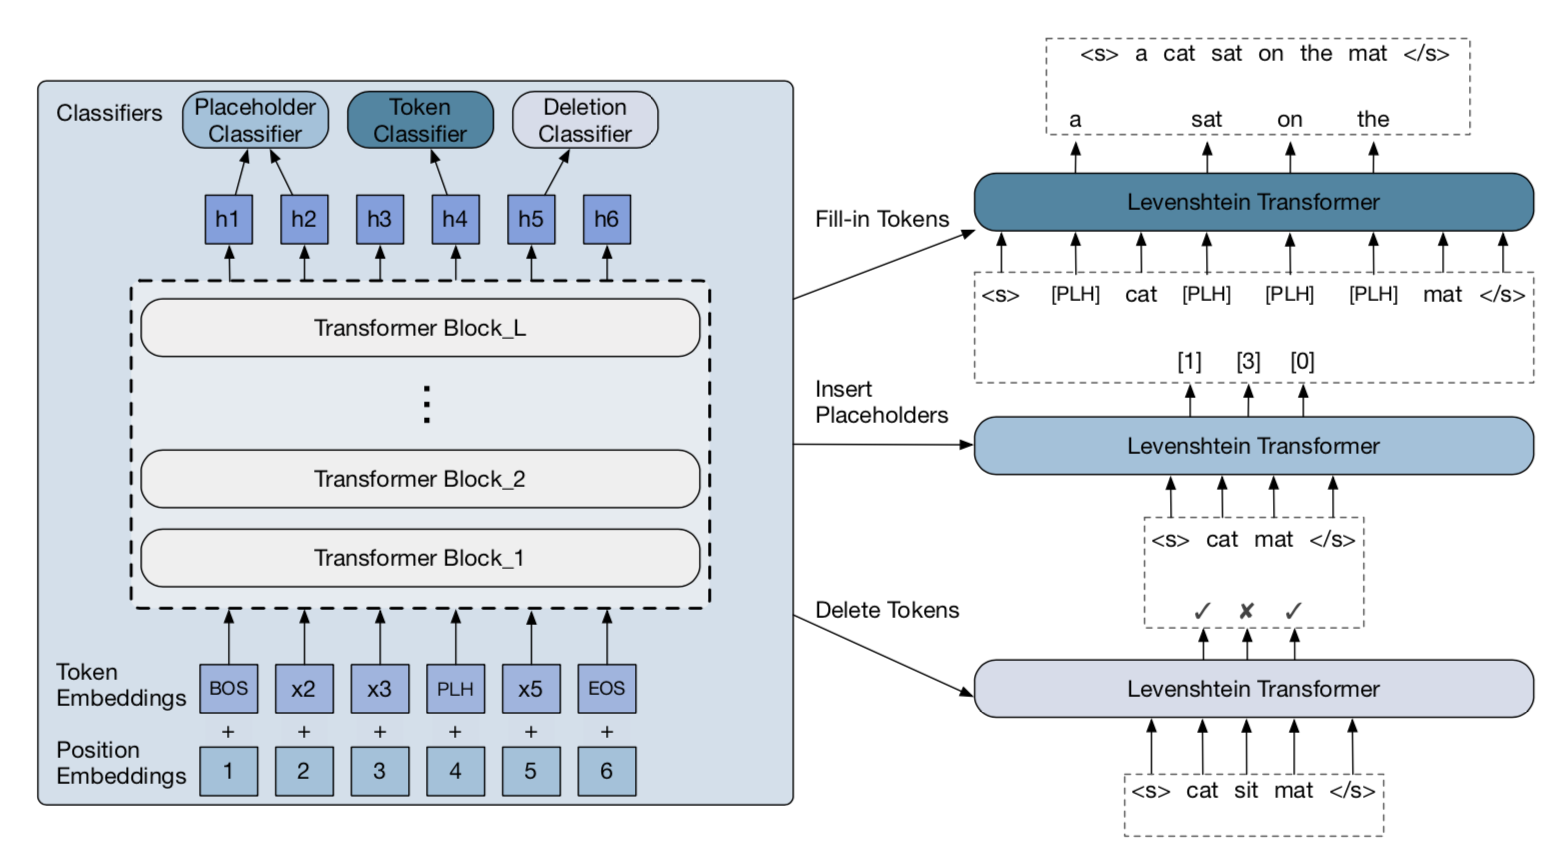 Classifiers
Placeholder
Classifier
Token
Classifier
Deletion
Classifier
h1 h2 h3 h4 h5 h6
Transformer Block_L
⋮
Transformer Block_2
Transformer Block_1
Token
Embeddings
BOS x2 x3 PLH x5 EOS
+ + + + + +
Position
Embeddings
1 2 3 4 5 6
Fill-in Tokens
Insert
Placeholders
Delete Tokens
<s> a cat sat on the mat </s>
a sat on the
Levenshtein Transformer
<s> [PLH] cat [PLH] [PLH] [PLH] mat </s>
[1] [3] [0]
Levenshtein Transformer
<s> cat mat </s>
✓ ✘ ✓
Levenshtein Transformer
<s> cat sit mat </s>